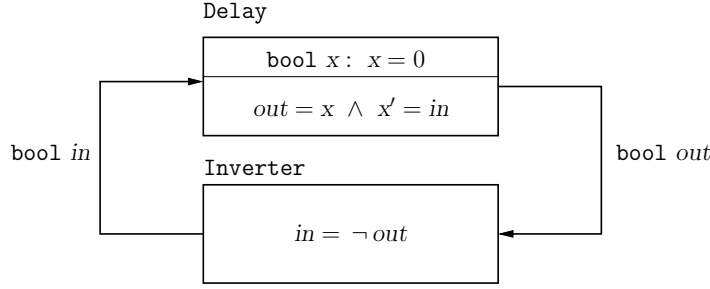 Delay
bool x : x = 0
out = x ∧ x′ = in
bool in
bool out
Inverter
in = ¬ out